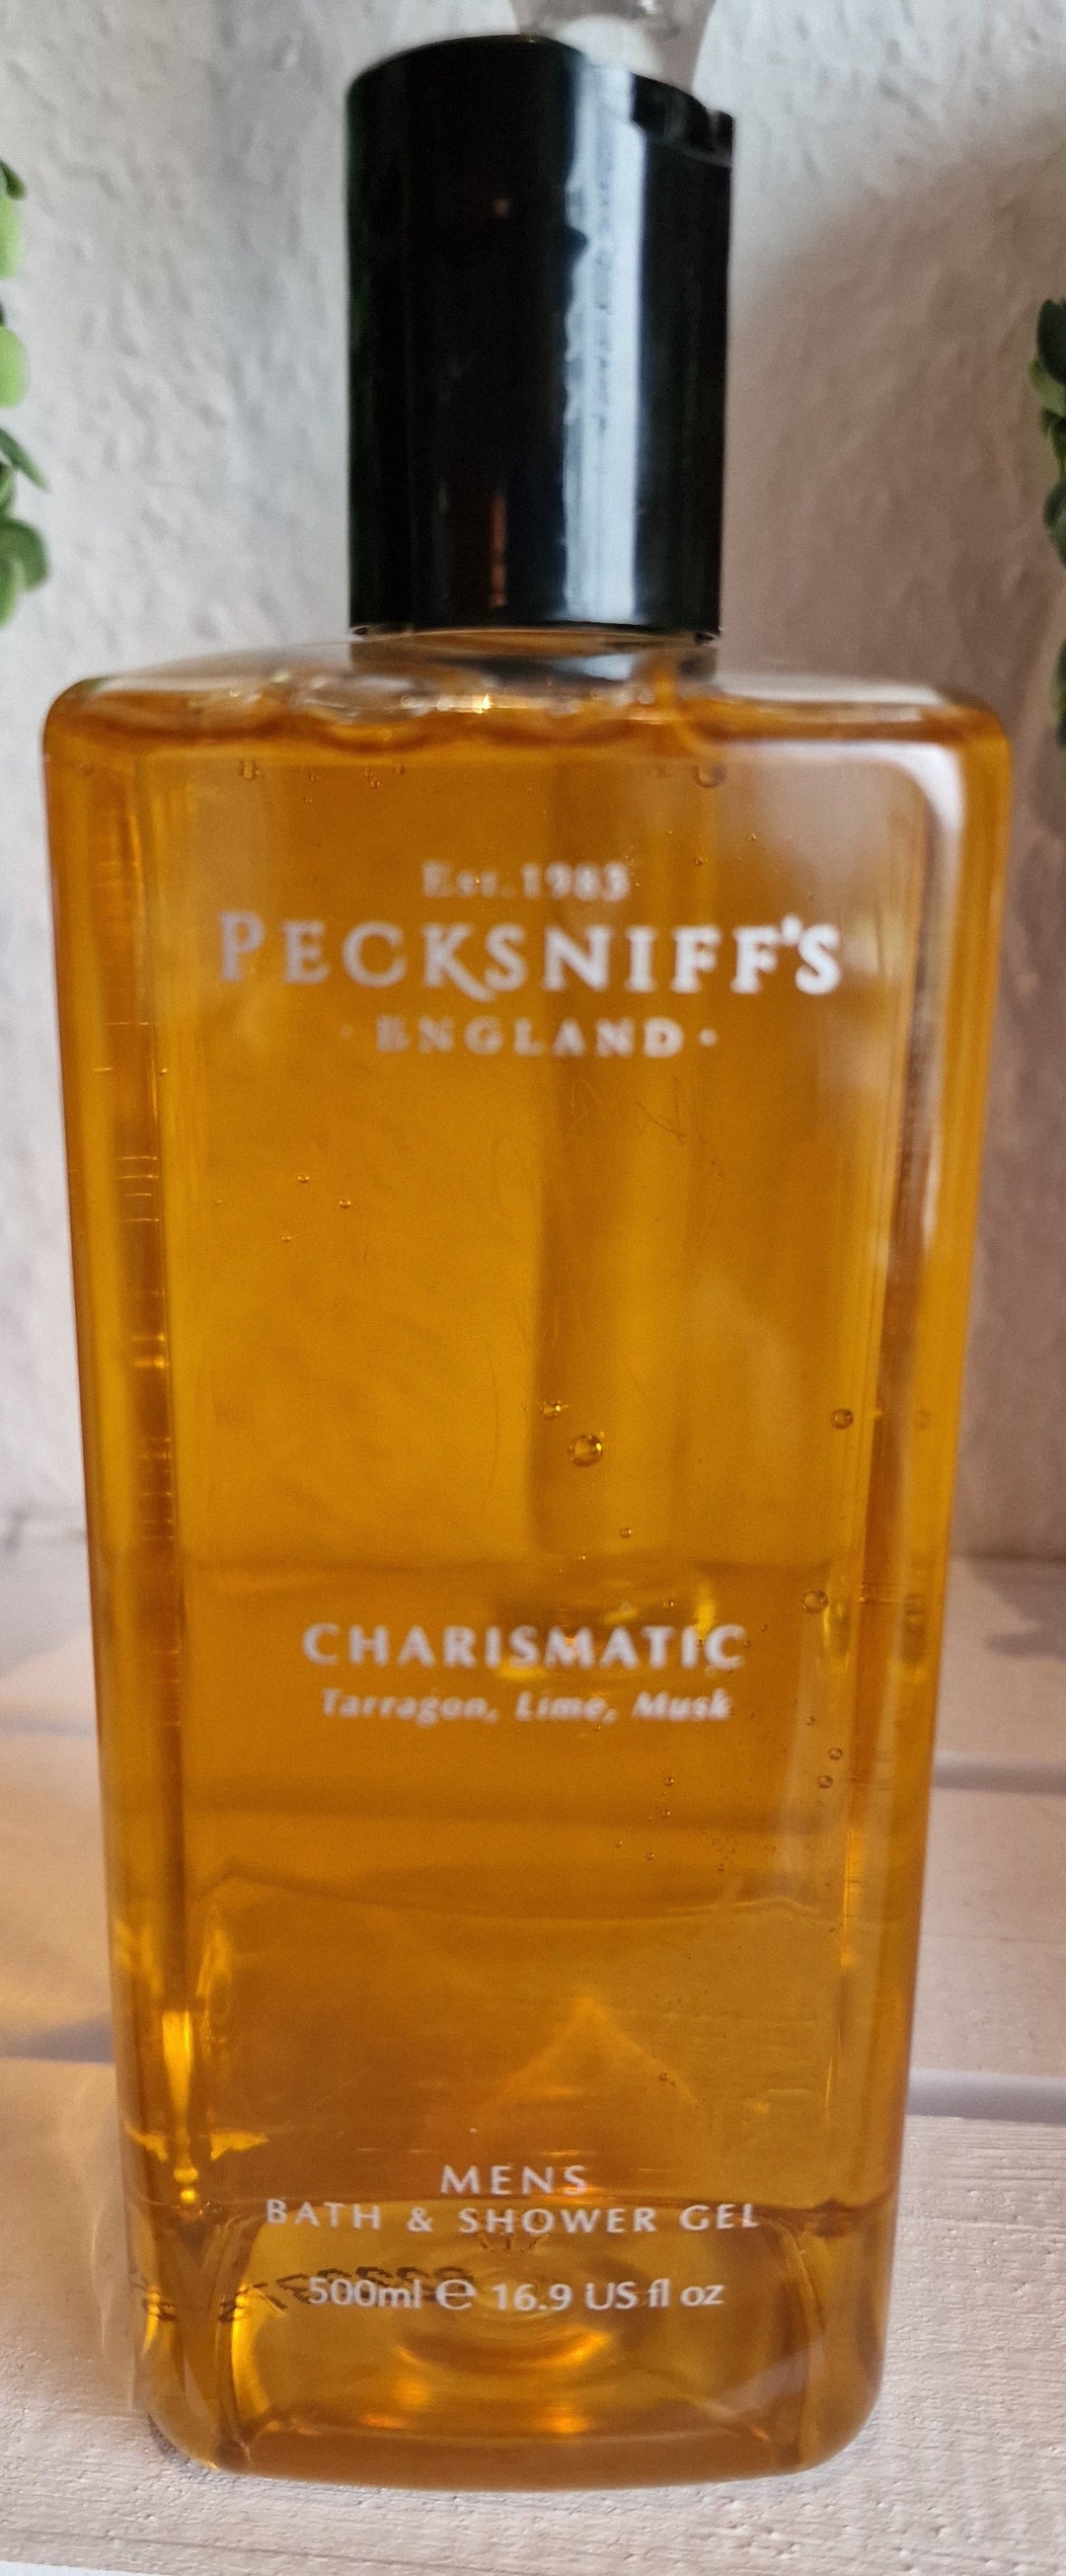 Est. 1983
PECKSNIFF'S
· ENGLAND ·
CHARISMATIC
Tarragon, Lime, Musk
MENS
BATH & SHOWER GEL
500ml ℮ 16.9 US fl oz